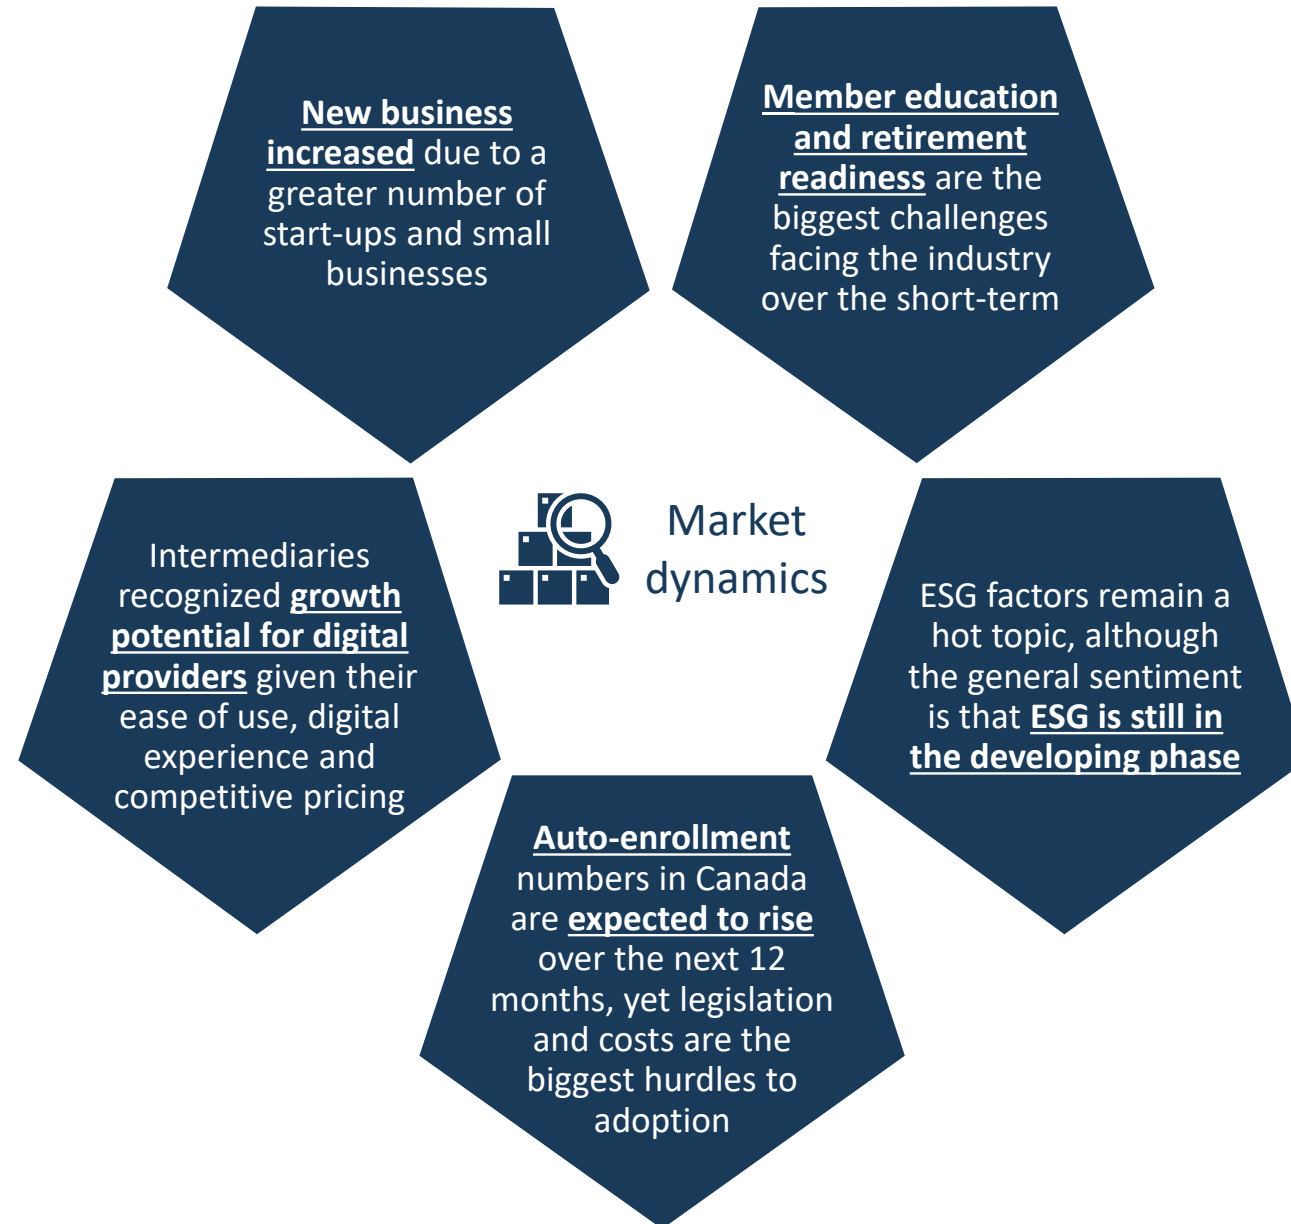 New business
increased due to a
greater number of
start-ups and small
businesses
Member education
and retirement
readiness are the
biggest challenges
facing the industry
over the short-term
Market
dynamics
Intermediaries
recognized growth
potential for digital
providers given their
ease of use, digital
experience and
competitive pricing
ESG factors remain a
hot topic, although
the general sentiment
is that ESG is still in
the developing phase
Auto-enrollment
numbers in Canada
are expected to rise
over the next 12
months, yet legislation
and costs are the
biggest hurdles to
adoption